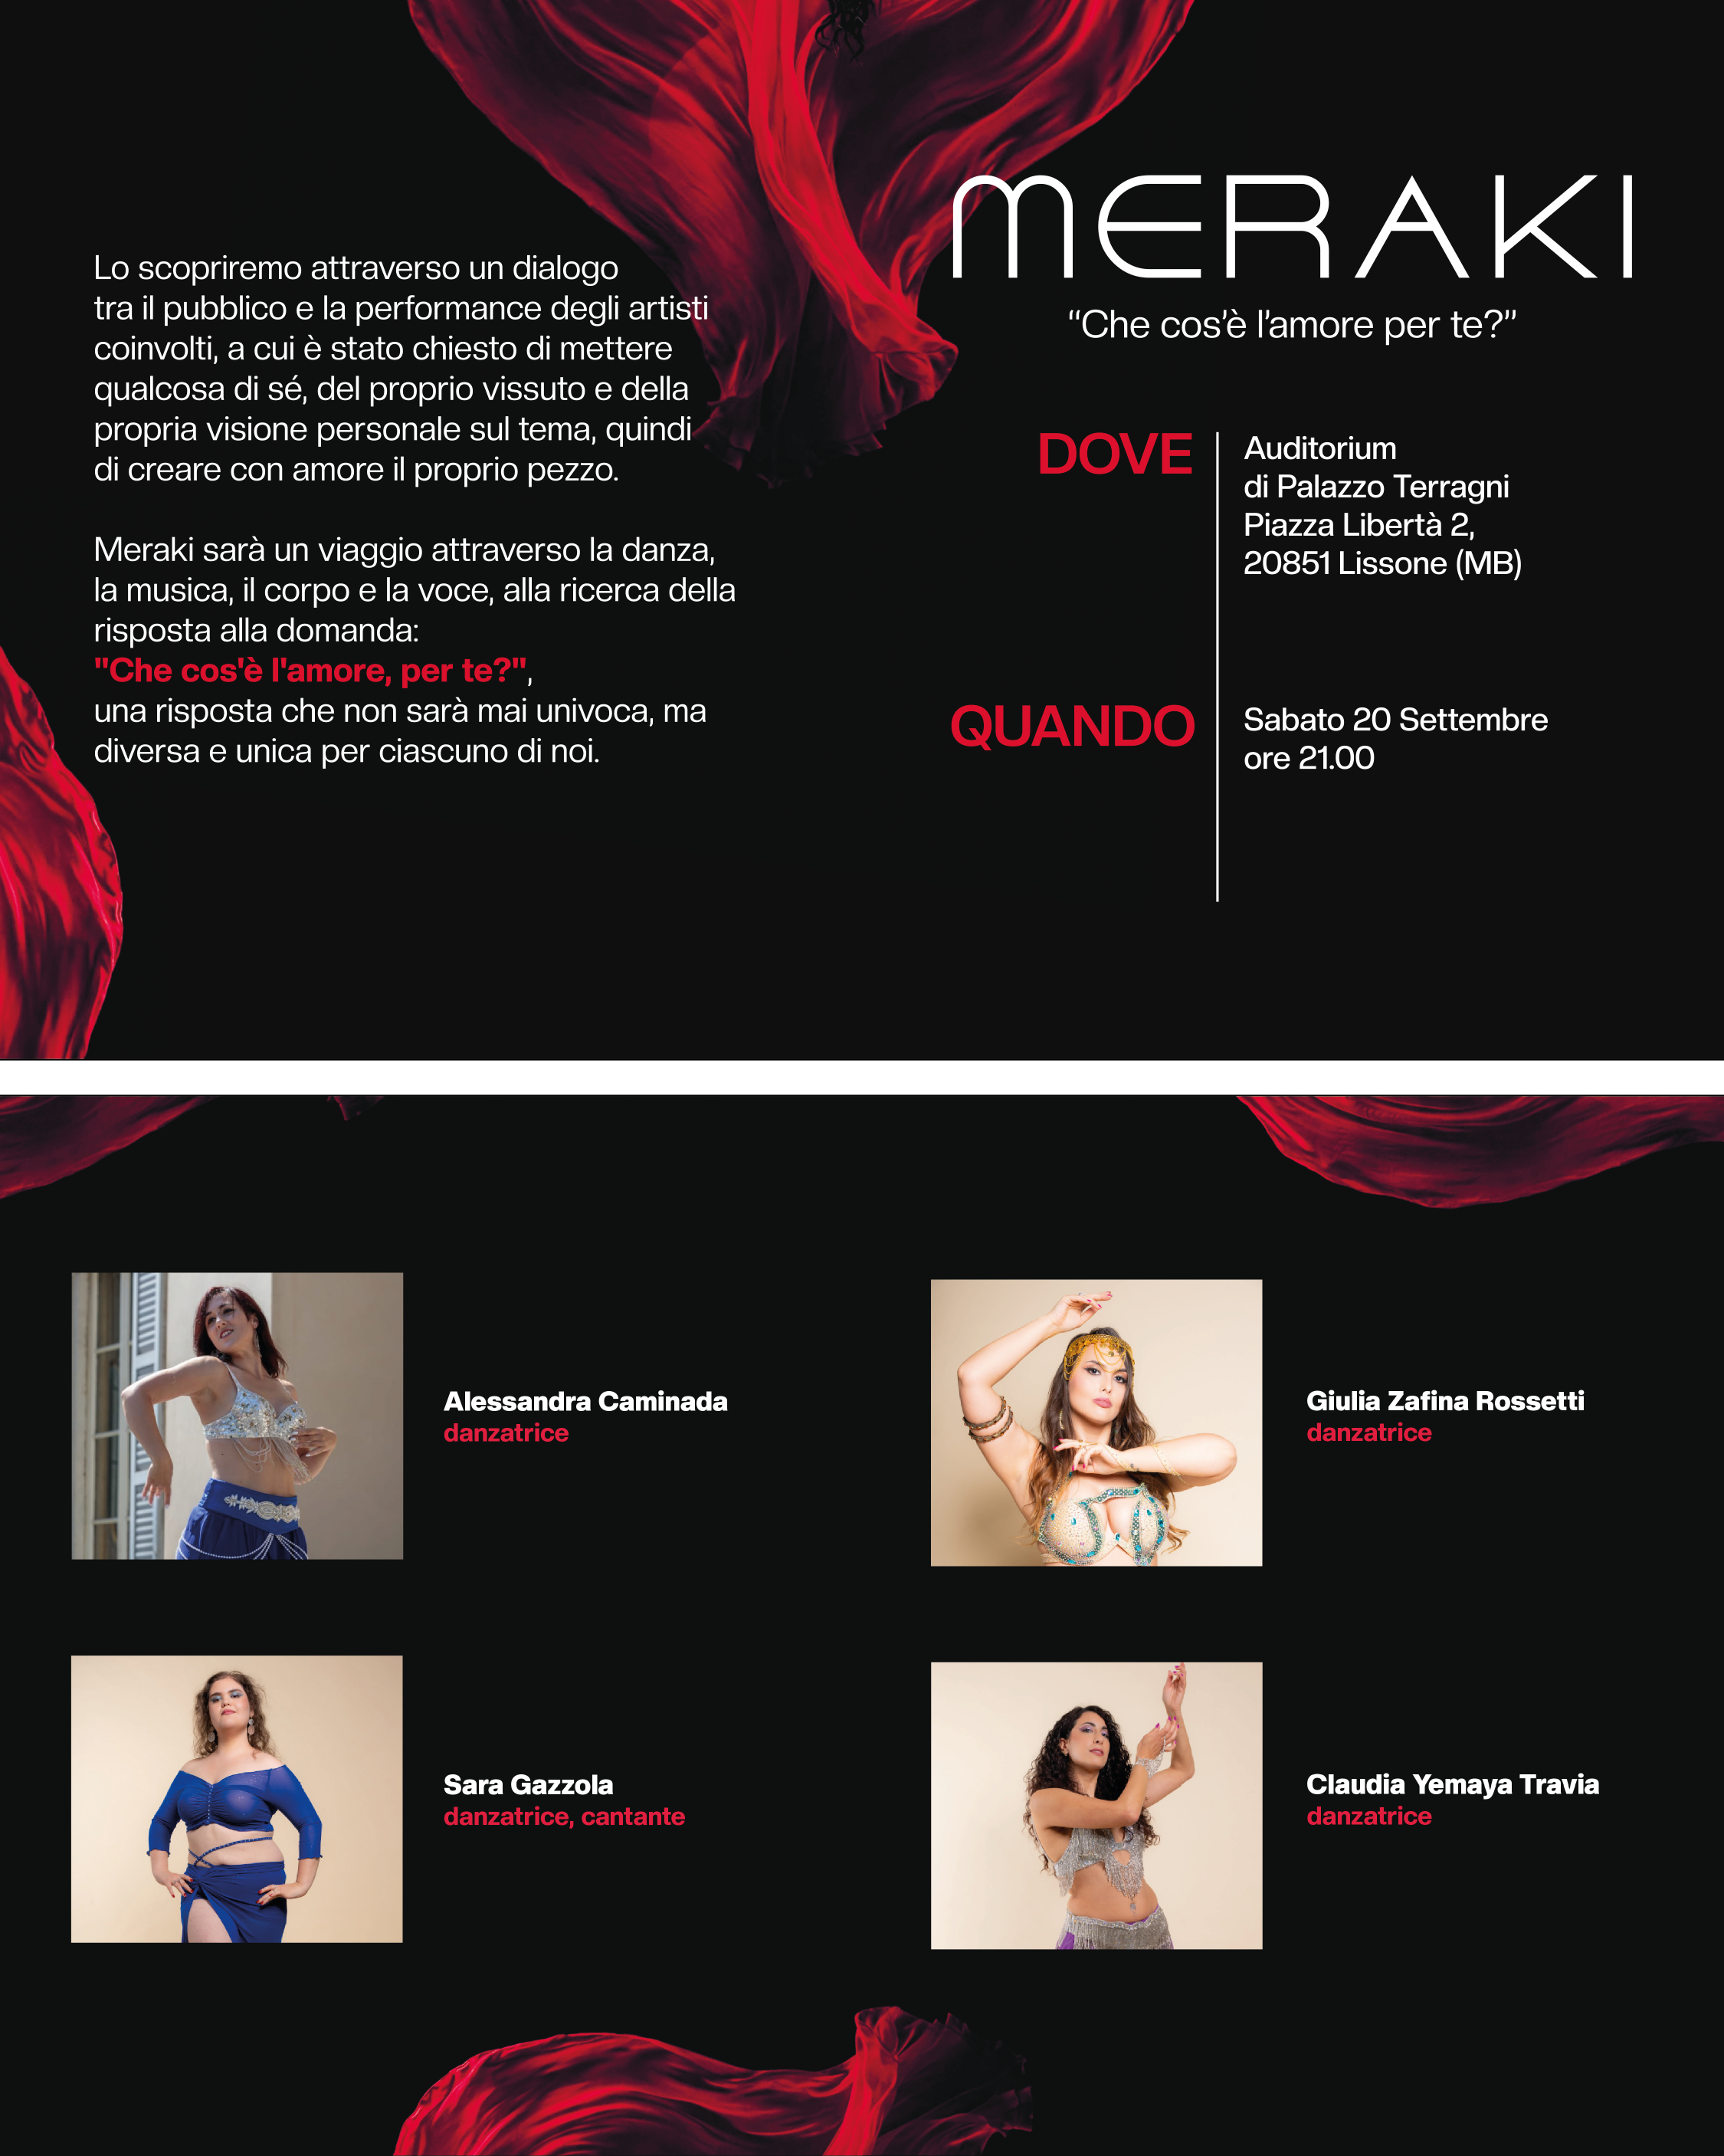 Lo scopriremo attraverso un dialogo
tra il pubblico e la performance degli artisti
coinvolti, a cui è stato chiesto di mettere
qualcosa di sé, del proprio vissuto e della
propria visione personale sul tema, quindi
di creare con amore il proprio pezzo.
Meraki sarà un viaggio attraverso la danza,
la musica, il corpo e la voce, alla ricerca della
risposta alla domanda:
"Che cos'è l'amore, per te?",
una risposta che non sarà mai univoca, ma
diversa e unica per ciascuno di noi.
MERAKI
“Che cos’è l’amore per te?”
DOVE
Auditorium
di Palazzo Terragni
Piazza Libertà 2,
20851 Lissone (MB)
QUANDO
Sabato 20 Settembre
ore 21.00
Alessandra Caminada
danzatrice
Giulia Zafina Rossetti
danzatrice
Sara Gazzola
danzatrice, cantante
Claudia Yemaya Travia
danzatrice